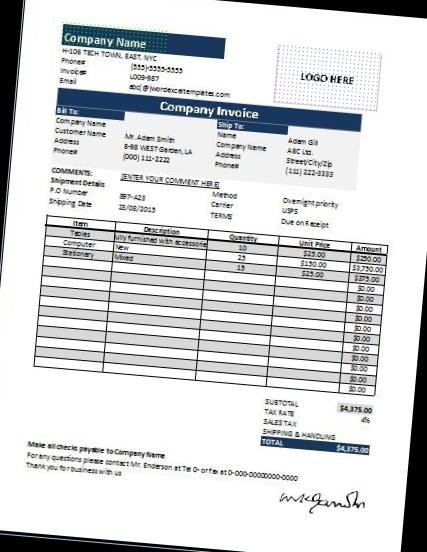 Company Name
H-106 TECH TOWN, EAST, NYC
Phone# (555)-5555-5555
Invoice# L009-987
Email abc(@)wordexceltemplates.com
LOGO HERE
Company Invoice
Bill To: Ship To:
Company Name Name Adam Gill
Customer Name Mr. Adam Smith Company Name ABC Ltd.
Address B-98 WEST Garden, LA Address Street/City/Zip
Phone# (000) 111-2222 Phone# (111) 222-3333
COMMENTS: [ENTER YOUR COMMENT HERE]
Shipment Details Method Overnight priority
P.O Number 897-A23 Carrier USPS
Shipping Date 23/08/2015 TERMS Due on Receipt
Item Description Quantity Unit Price Amount
Tables ully furnished with accessorie 10 $25.00 $250.00
Computer New 25 $150.00 $3,750.00
Stationary Mixed 15 $25.00 $375.00
$0.00
$0.00
$0.00
$0.00
$0.00
$0.00
$0.00
$0.00
$0.00
SUBTOTAL $4,375.00
TAX RATE 4%
SALES TAX
SHIPPING & HANDLING
TOTAL $4,375.00
Make all checks payable to Company Name
For any questions please contact Mr. Enderson at Tel 0- or fax at 0-000-00000000-0000
Thank you for business with us